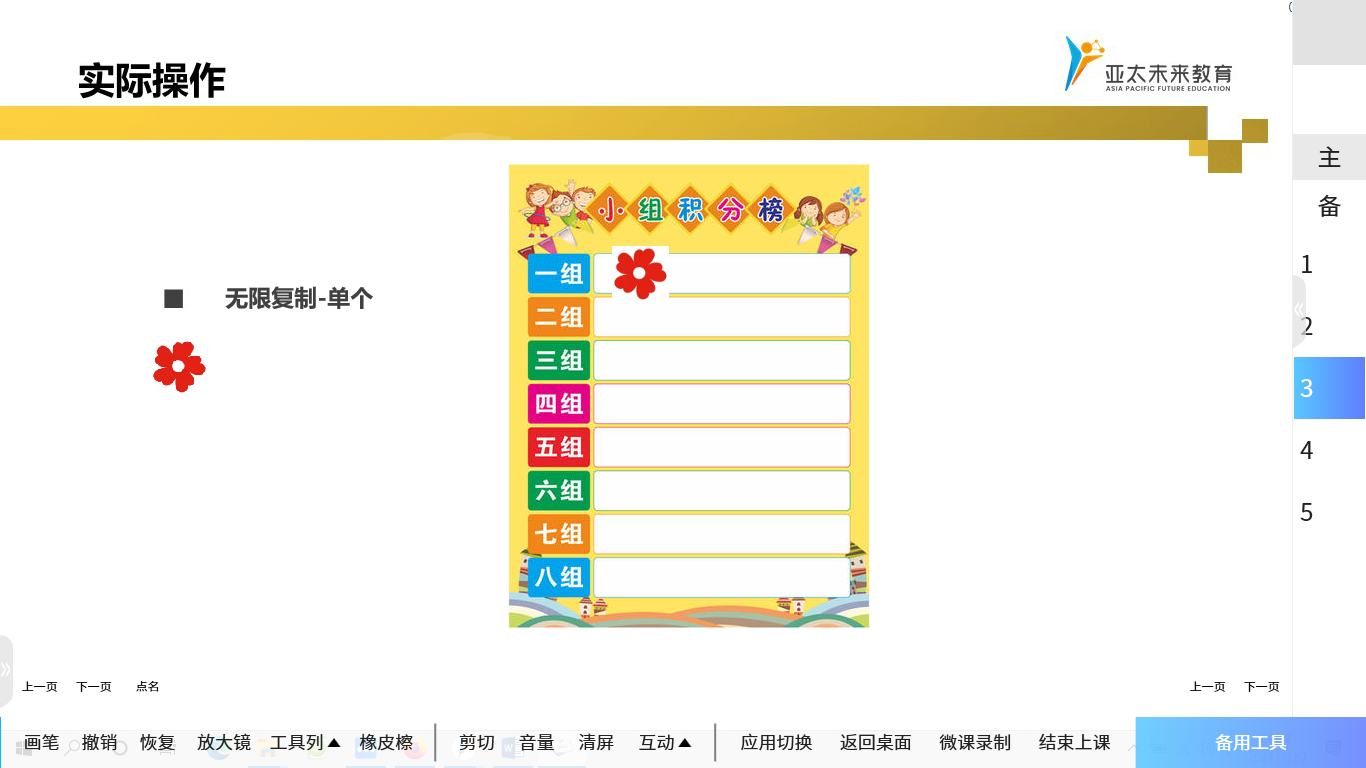 实际操作
亚太未来教育
ASIA PACIFIC FUTURE EDUCATION
小组积分榜
无限复制-单个
一组
二组
三组
四组
五组
六组
七组
八组
主
备
1
2
3
4
5
上一页 下一页 点名
上一页 下一页
画笔 撤销 恢复 放大镜 工具列▲ 橡皮檫 剪切 音量 清屏 互动▲ 应用切换 返回桌面 微课录制 结束上课 备用工具